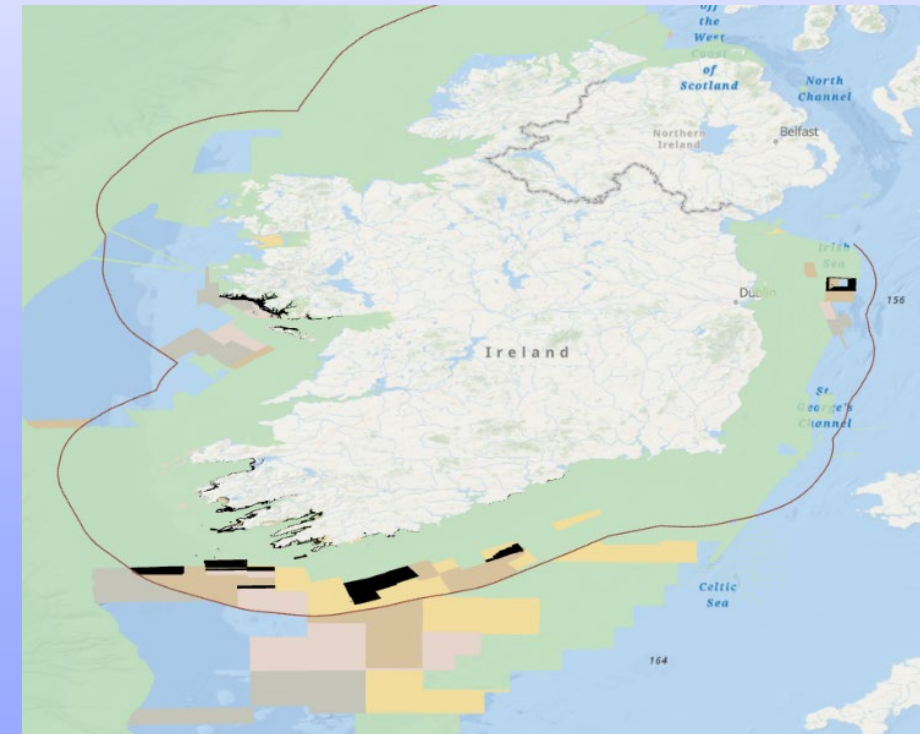 off
the
West
Coast
of
Scotland
North
Channel
Northern
Ireland
Belfast
Irish
Sea
Dublin
156
Ireland
St.
George's
Channel
Celtic
Sea
164